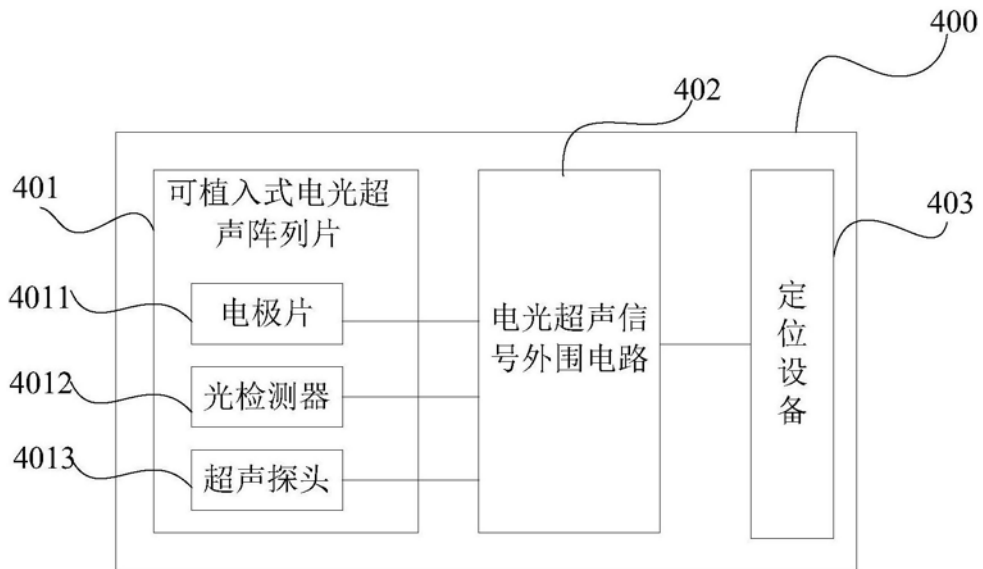 400
402
401
可植入式电光超
声阵列片
403
4011
电极片
电光超声信
号外围电路
定位设备
4012
光检测器
4013
超声探头